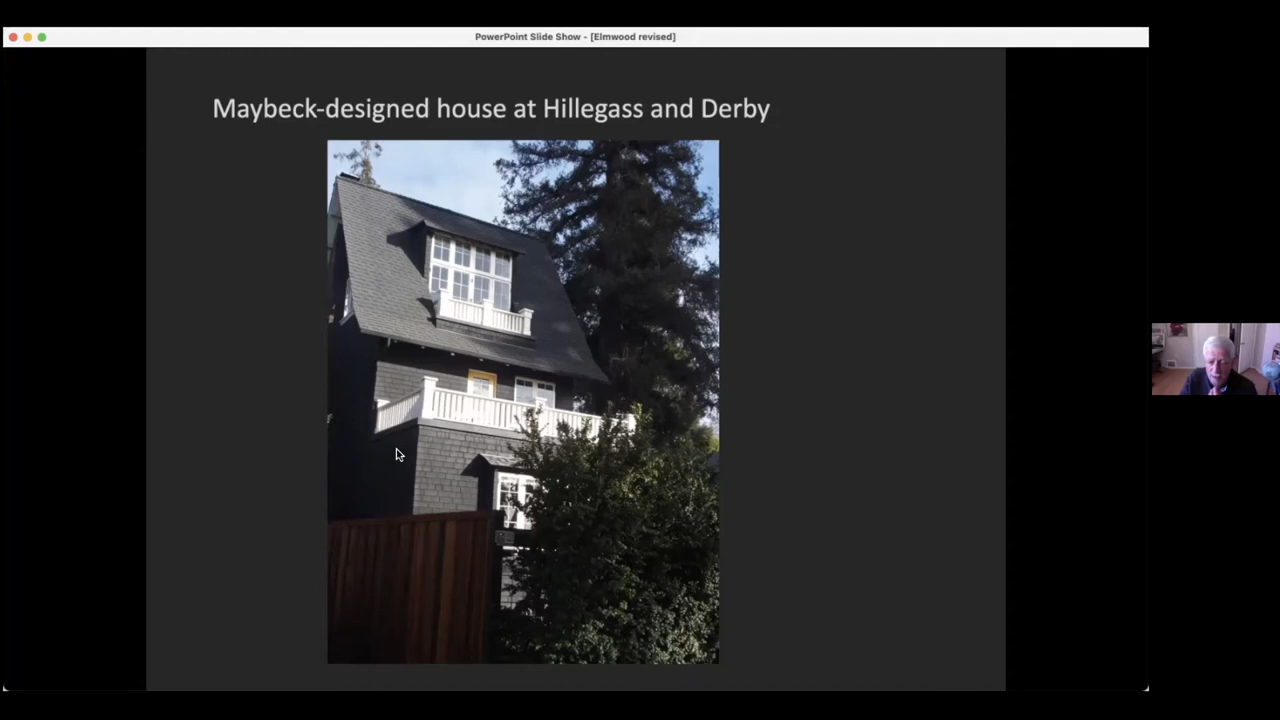 PowerPoint Slide Show - [Elmwood revised]
Maybeck-designed house at Hillegass and Derby